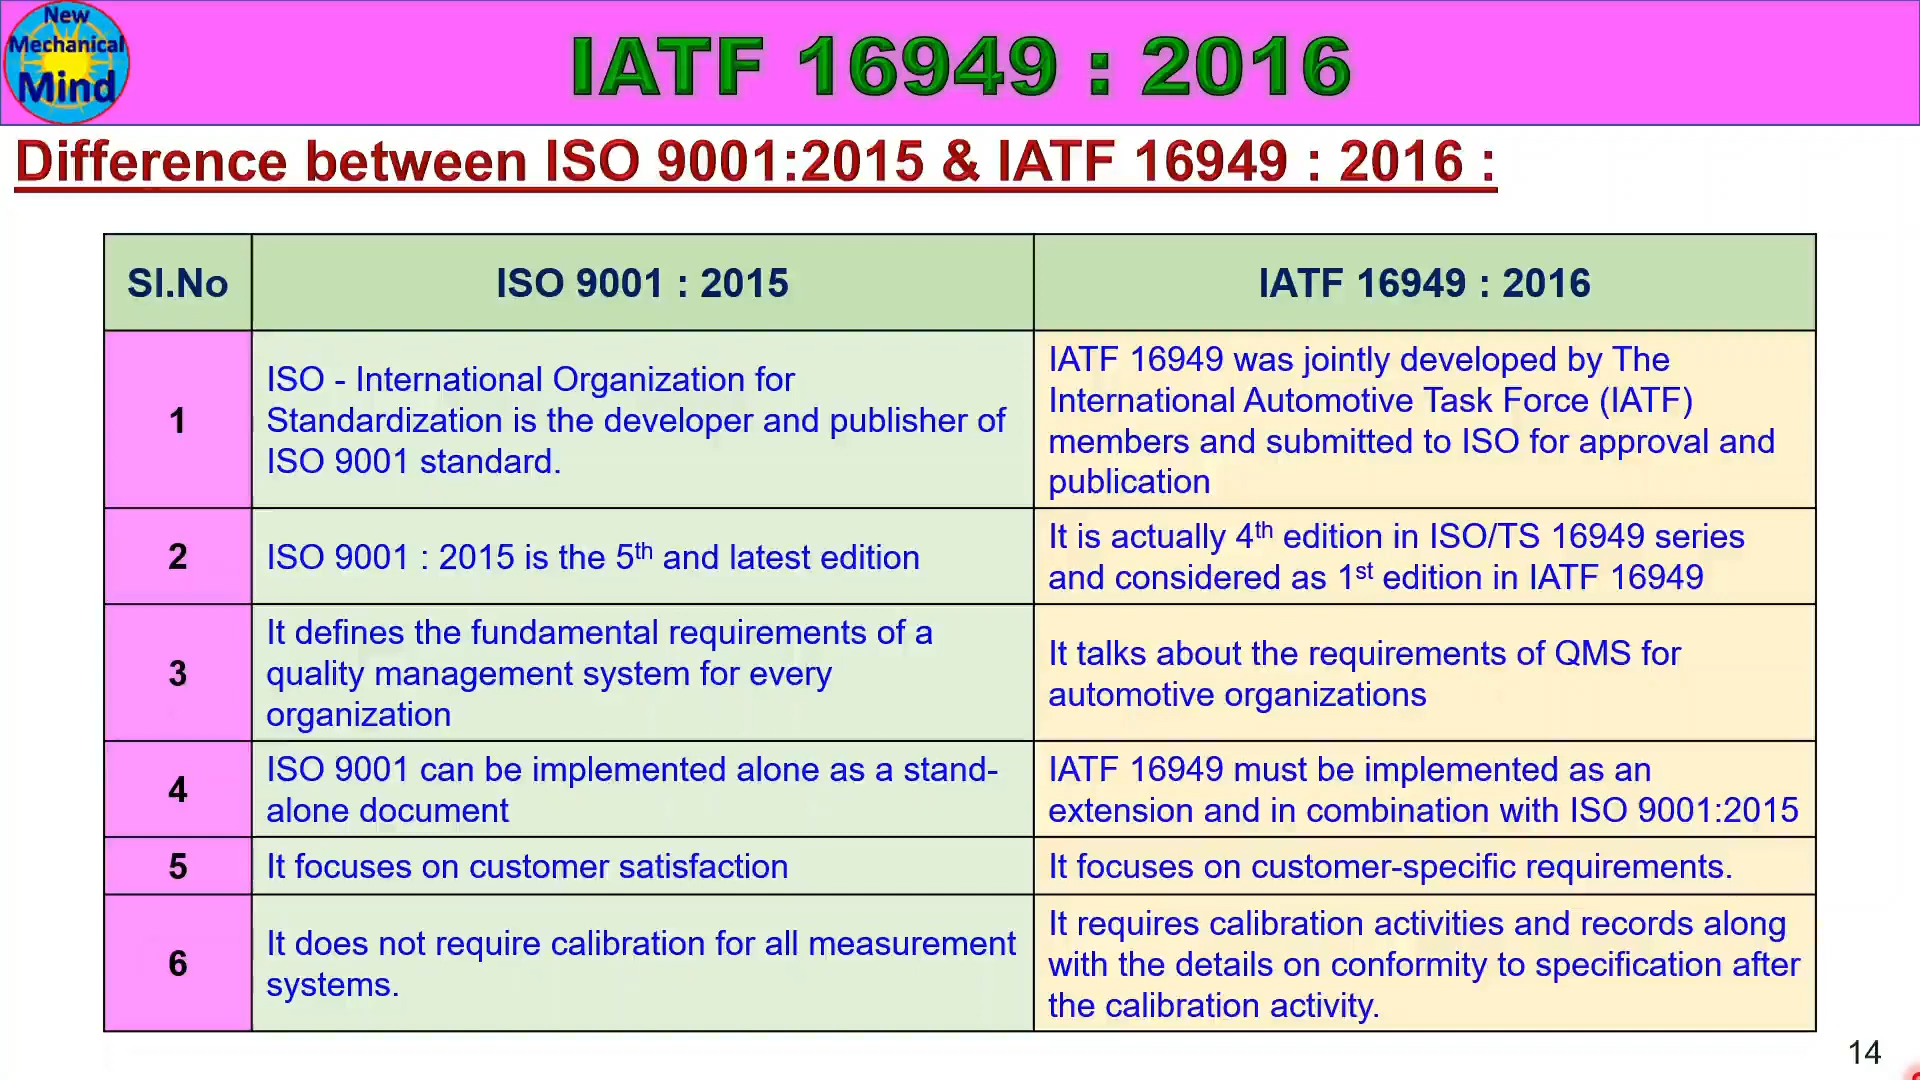 New
Mechanical
Mind
IATF 16949 : 2016
Difference between ISO 9001:2015 & IATF 16949 : 2016 :
Sl.No
ISO 9001 : 2015
IATF 16949 : 2016
1
ISO - International Organization for
Standardization is the developer and publisher of
ISO 9001 standard.
IATF 16949 was jointly developed by The
International Automotive Task Force (IATF)
members and submitted to ISO for approval and
publication
2
ISO 9001 : 2015 is the 5th and latest edition
It is actually 4th edition in ISO/TS 16949 series
and considered as 1st edition in IATF 16949
3
It defines the fundamental requirements of a
quality management system for every
organization
It talks about the requirements of QMS for
automotive organizations
4
ISO 9001 can be implemented alone as a stand-
alone document
IATF 16949 must be implemented as an
extension and in combination with ISO 9001:2015
5
It focuses on customer satisfaction
It focuses on customer-specific requirements.
6
It does not require calibration for all measurement
systems.
It requires calibration activities and records along
with the details on conformity to specification after
the calibration activity.
14